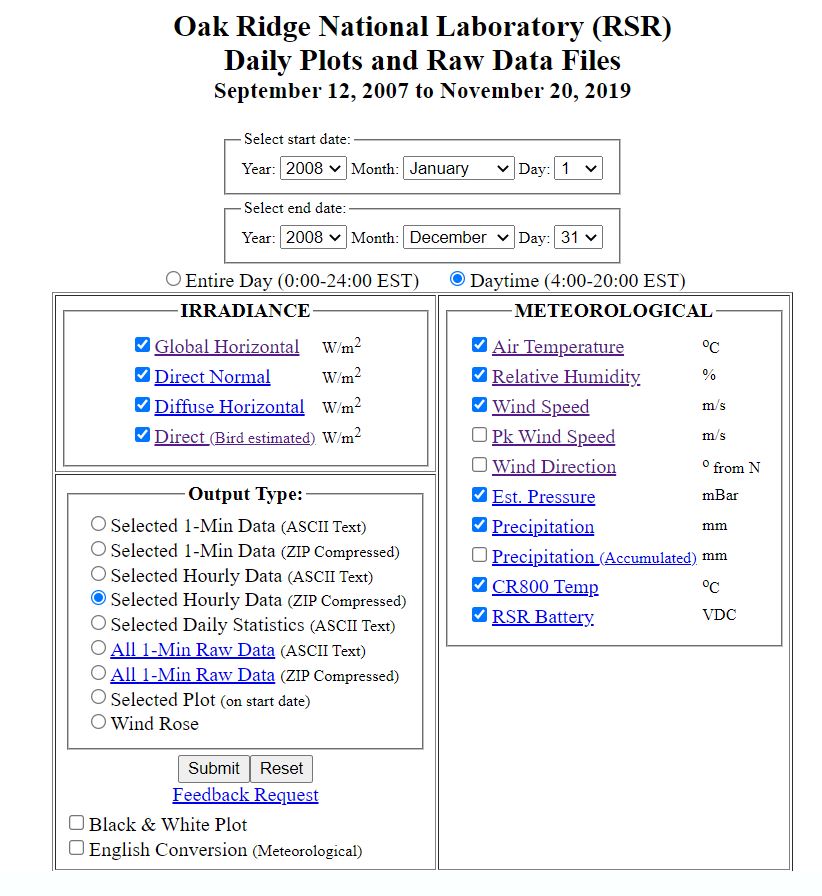 Oak Ridge National Laboratory (RSR)
Daily Plots and Raw Data Files
September 12, 2007 to November 20, 2019
Select start date:
Year: 2008 Month: January Day: 1
Select end date:
Year: 2008 Month: December Day: 31
Entire Day (0:00-24:00 EST) Daytime (4:00-20:00 EST)
IRRADIANCE
Global Horizontal W/m2
Direct Normal W/m2
Diffuse Horizontal W/m2
Direct (Bird estimated) W/m2
Output Type:
Selected 1-Min Data (ASCII Text)
Selected 1-Min Data (ZIP Compressed)
Selected Hourly Data (ASCII Text)
Selected Hourly Data (ZIP Compressed)
Selected Daily Statistics (ASCII Text)
All 1-Min Raw Data (ASCII Text)
All 1-Min Raw Data (ZIP Compressed)
Selected Plot (on start date)
Wind Rose
Submit Reset
Feedback Request
Black & White Plot
English Conversion (Meteorological)
METEOROLOGICAL
Air Temperature oC
Relative Humidity %
Wind Speed m/s
Pk Wind Speed m/s
Wind Direction o from N
Est. Pressure mBar
Precipitation mm
Precipitation (Accumulated) mm
CR800 Temp oC
RSR Battery VDC